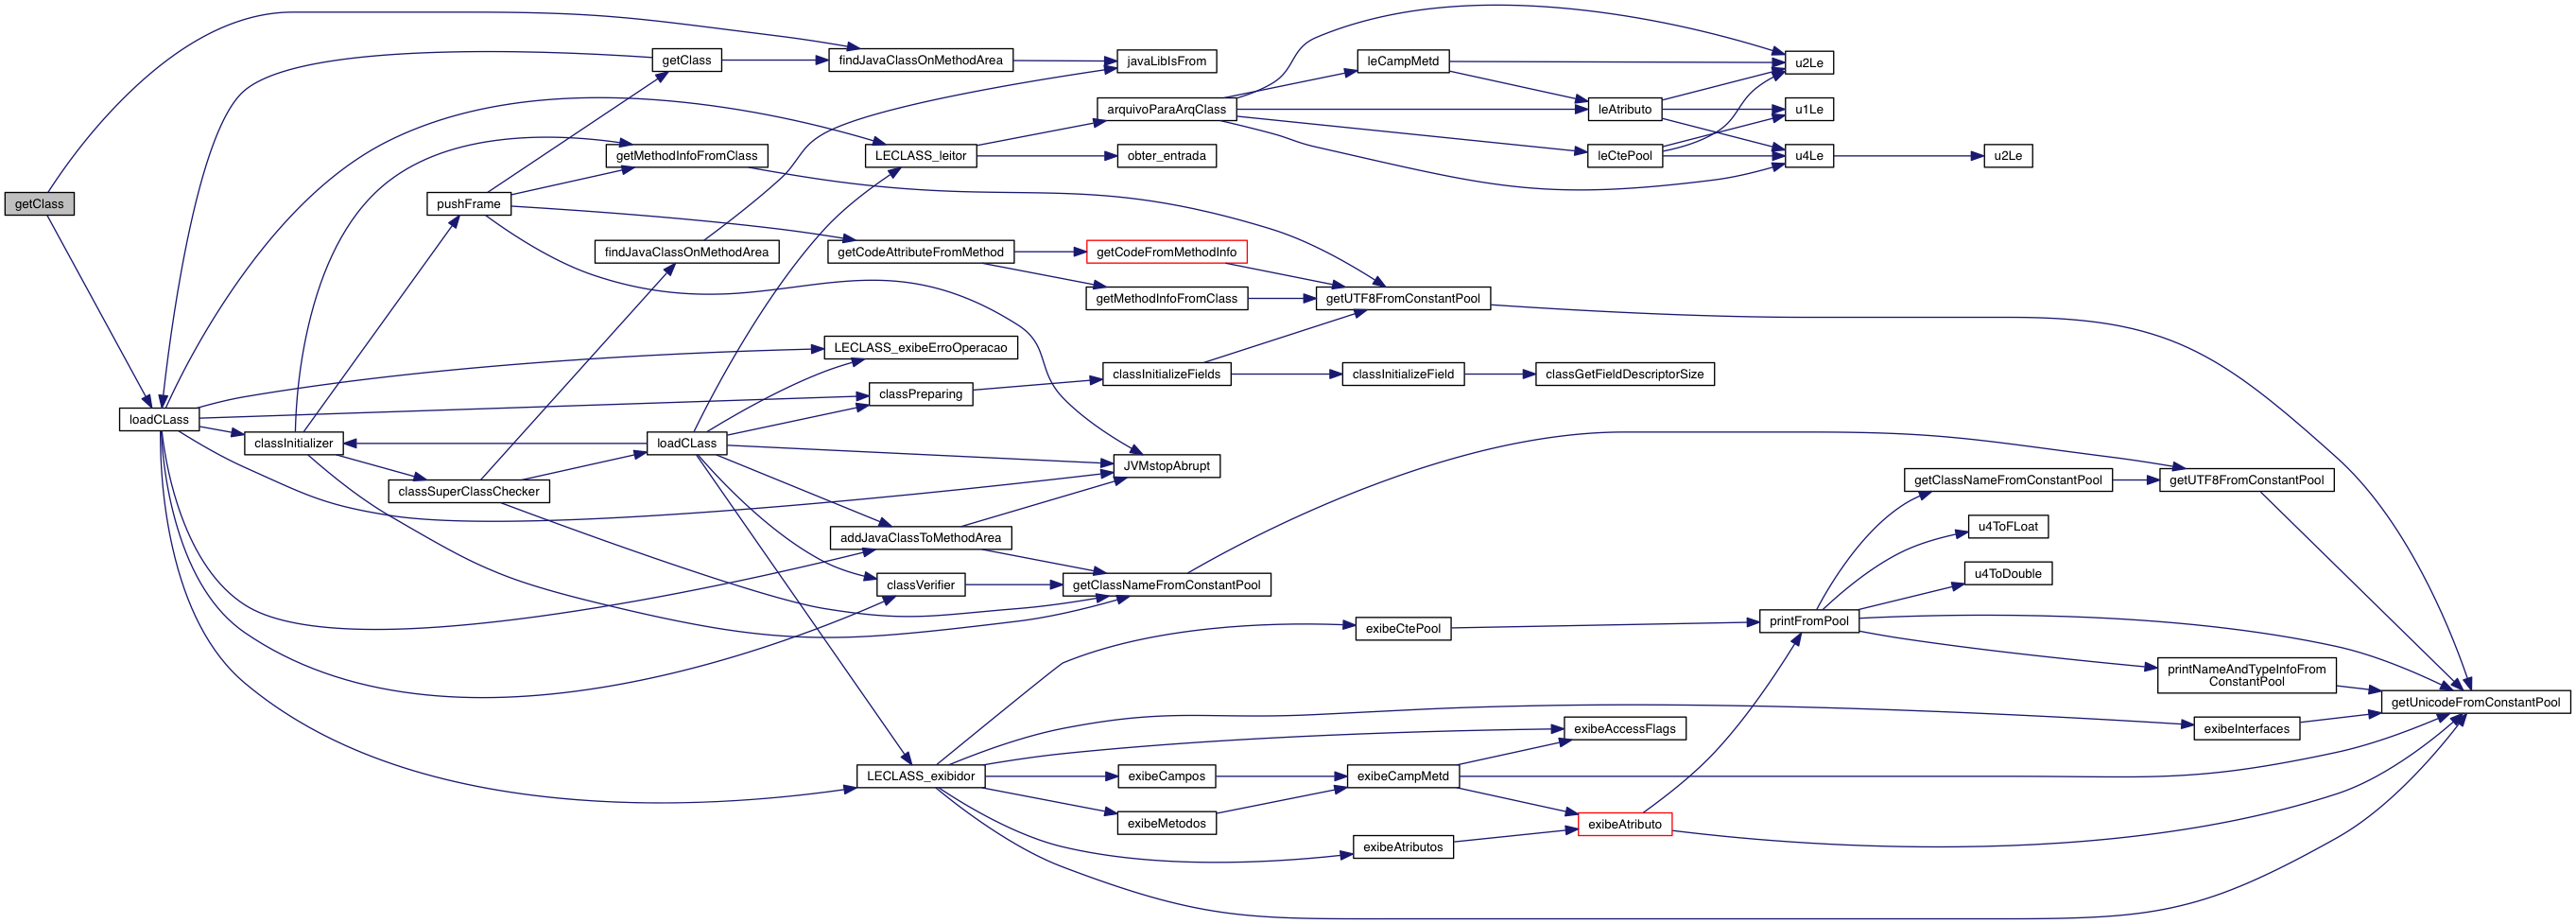 getClass
loadCLass
classInitializer
pushFrame
classSuperClassChecker
getClass
getMethodInfoFromClass
findJavaClassOnMethodArea
loadCLass
findJavaClassOnMethodArea
LECLASS_leitor
getCodeAttributeFromMethod
LECLASS_exibeErroOperacao
classPreparing
addJavaClassToMethodArea
classVerifier
LECLASS_exibidor
javaLibIsFrom
arquivoParaArqClass
obter_entrada
getCodeFromMethodInfo
getMethodInfoFromClass
classInitializeFields
JVMstopAbrupt
getClassNameFromConstantPool
exibeCampos
exibeMetodos
leCampMetd
getUTF8FromConstantPool
classInitializeField
exibeCtePool
exibeCampMetd
exibeAtributos
leAtributo
leCtePool
classGetFieldDescriptorSize
exibeAccessFlags
exibeAtributo
u2Le
u1Le
u4Le
printFromPool
u2Le
getClassNameFromConstantPool
u4ToFLoat
u4ToDouble
getUTF8FromConstantPool
printNameAndTypeInfoFrom
ConstantPool
exibeInterfaces
getUnicodeFromConstantPool